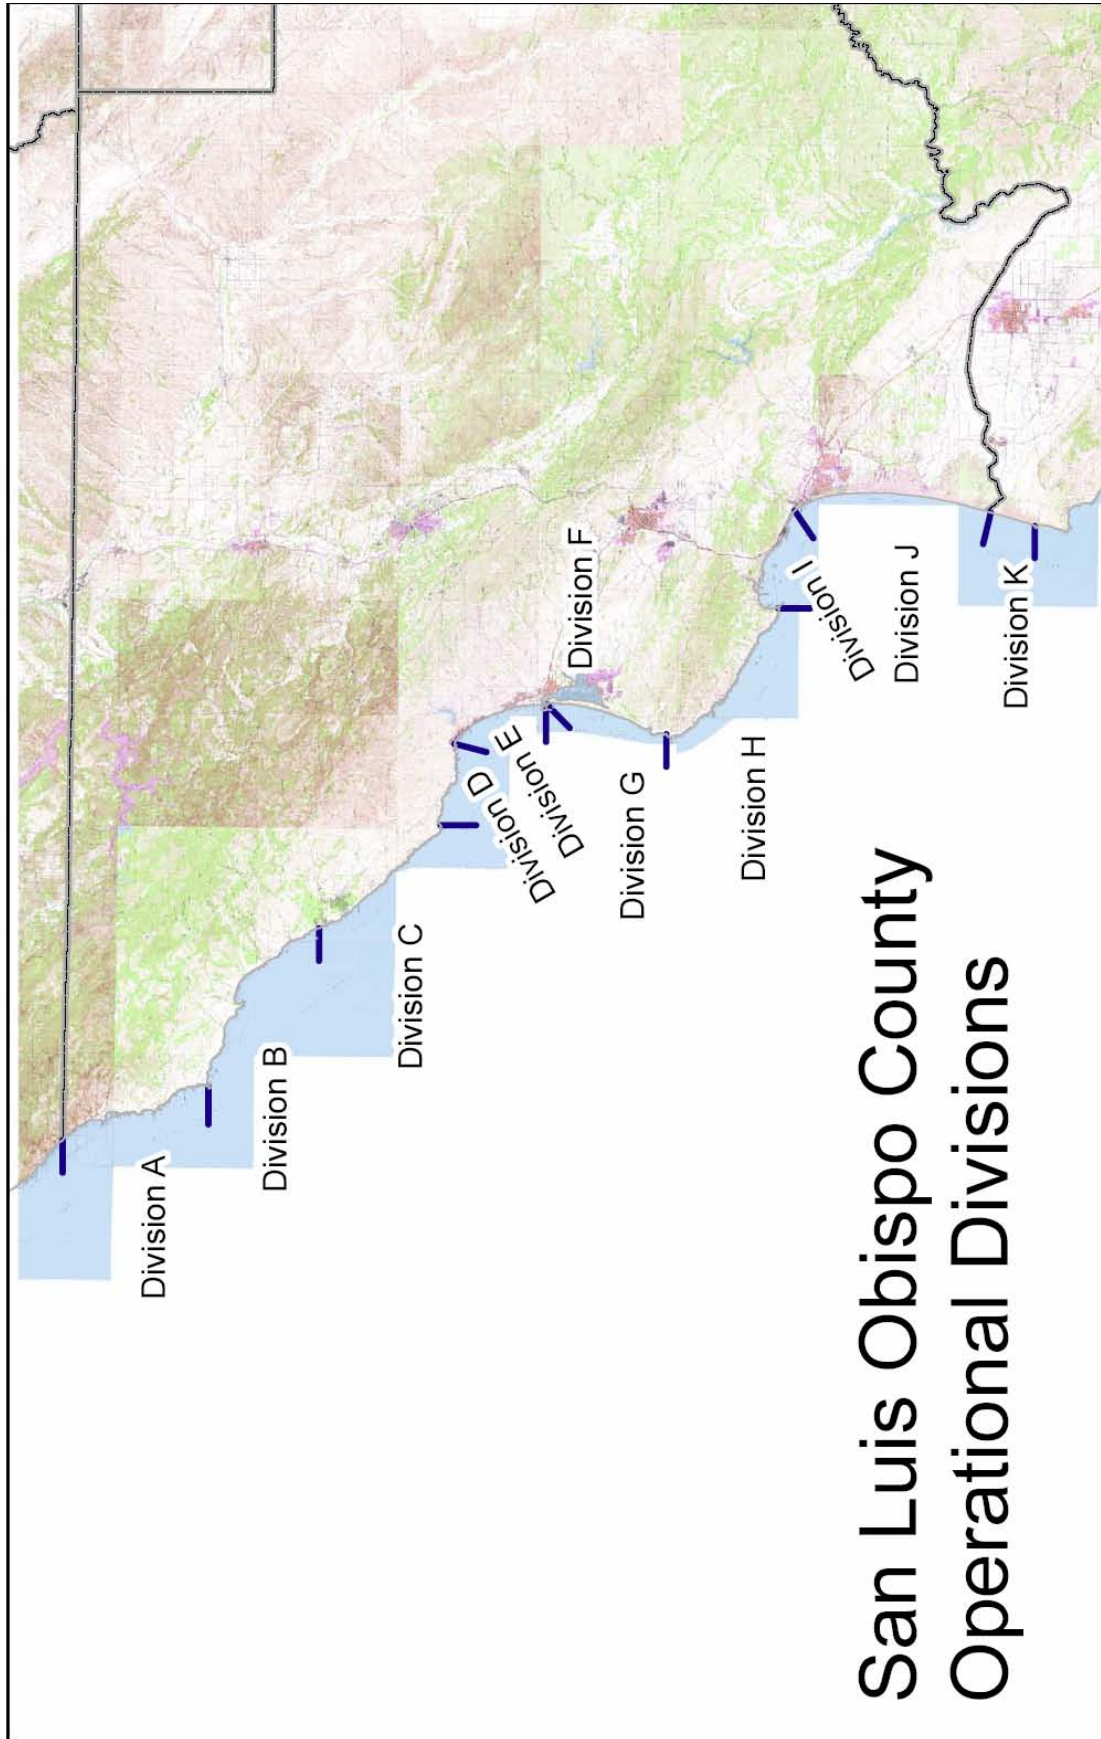 Division A
Division B
Division C
Division D
Division E
Division F
Division G
Division H
Division I
Division J
Division K
San Luis Obispo County
Operational Divisions